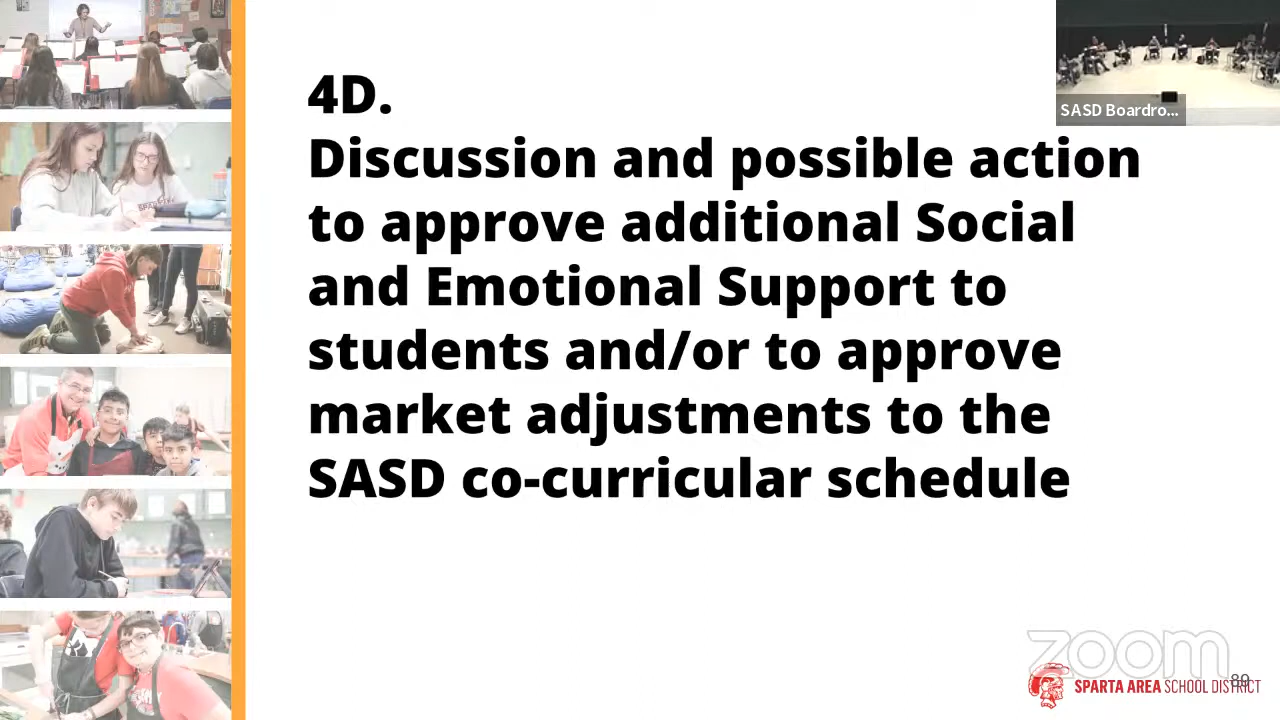 4D.
Discussion and possible action
to approve additional Social
and Emotional Support to
students and/or to approve
market adjustments to the
SASD co-curricular schedule
SASD Boardro...
zoom
SPARTA AREA SCHOOL DISTRICT